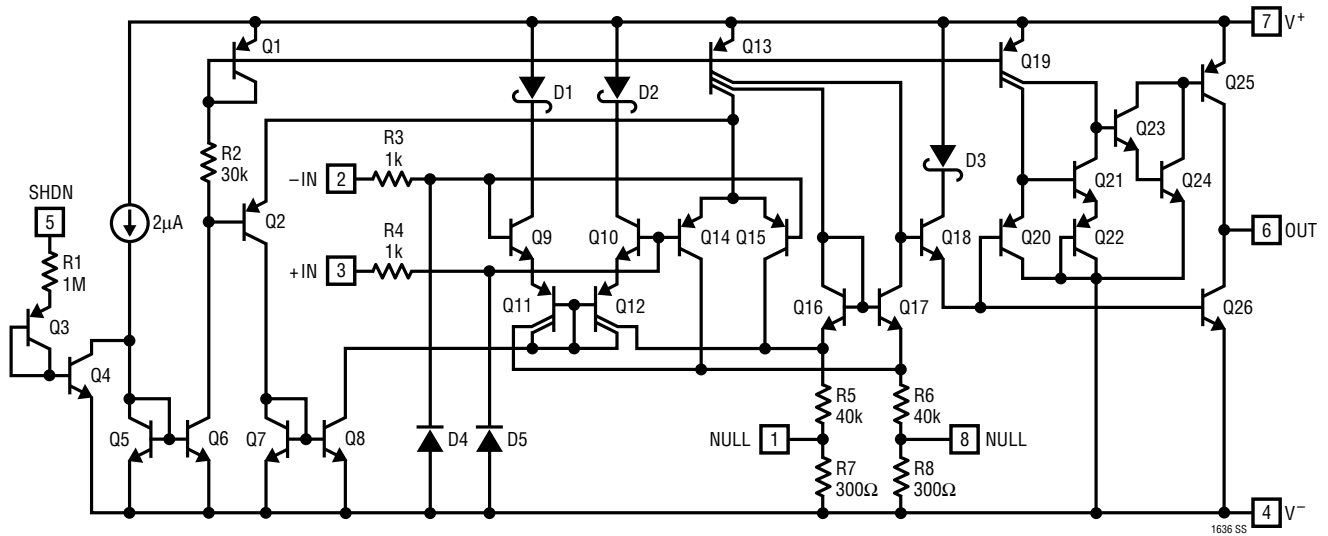 7 V+
Q1
Q13
Q19
Q25
D1
D2
Q23
R3
1k
R2
30k
D3
−IN 2
Q21
Q24
SHDN
5
2µA
Q2
R4
1k
Q9
Q10
Q14
Q15
Q18
Q20
Q22
6 OUT
R1
1M
+IN 3
Q11
Q12
Q16
Q17
Q26
Q3
Q4
R5
40k
R6
40k
Q5
Q6
Q7
Q8
D4
D5
NULL 1
8 NULL
R7
300Ω
R8
300Ω
4 V−
1636 SS